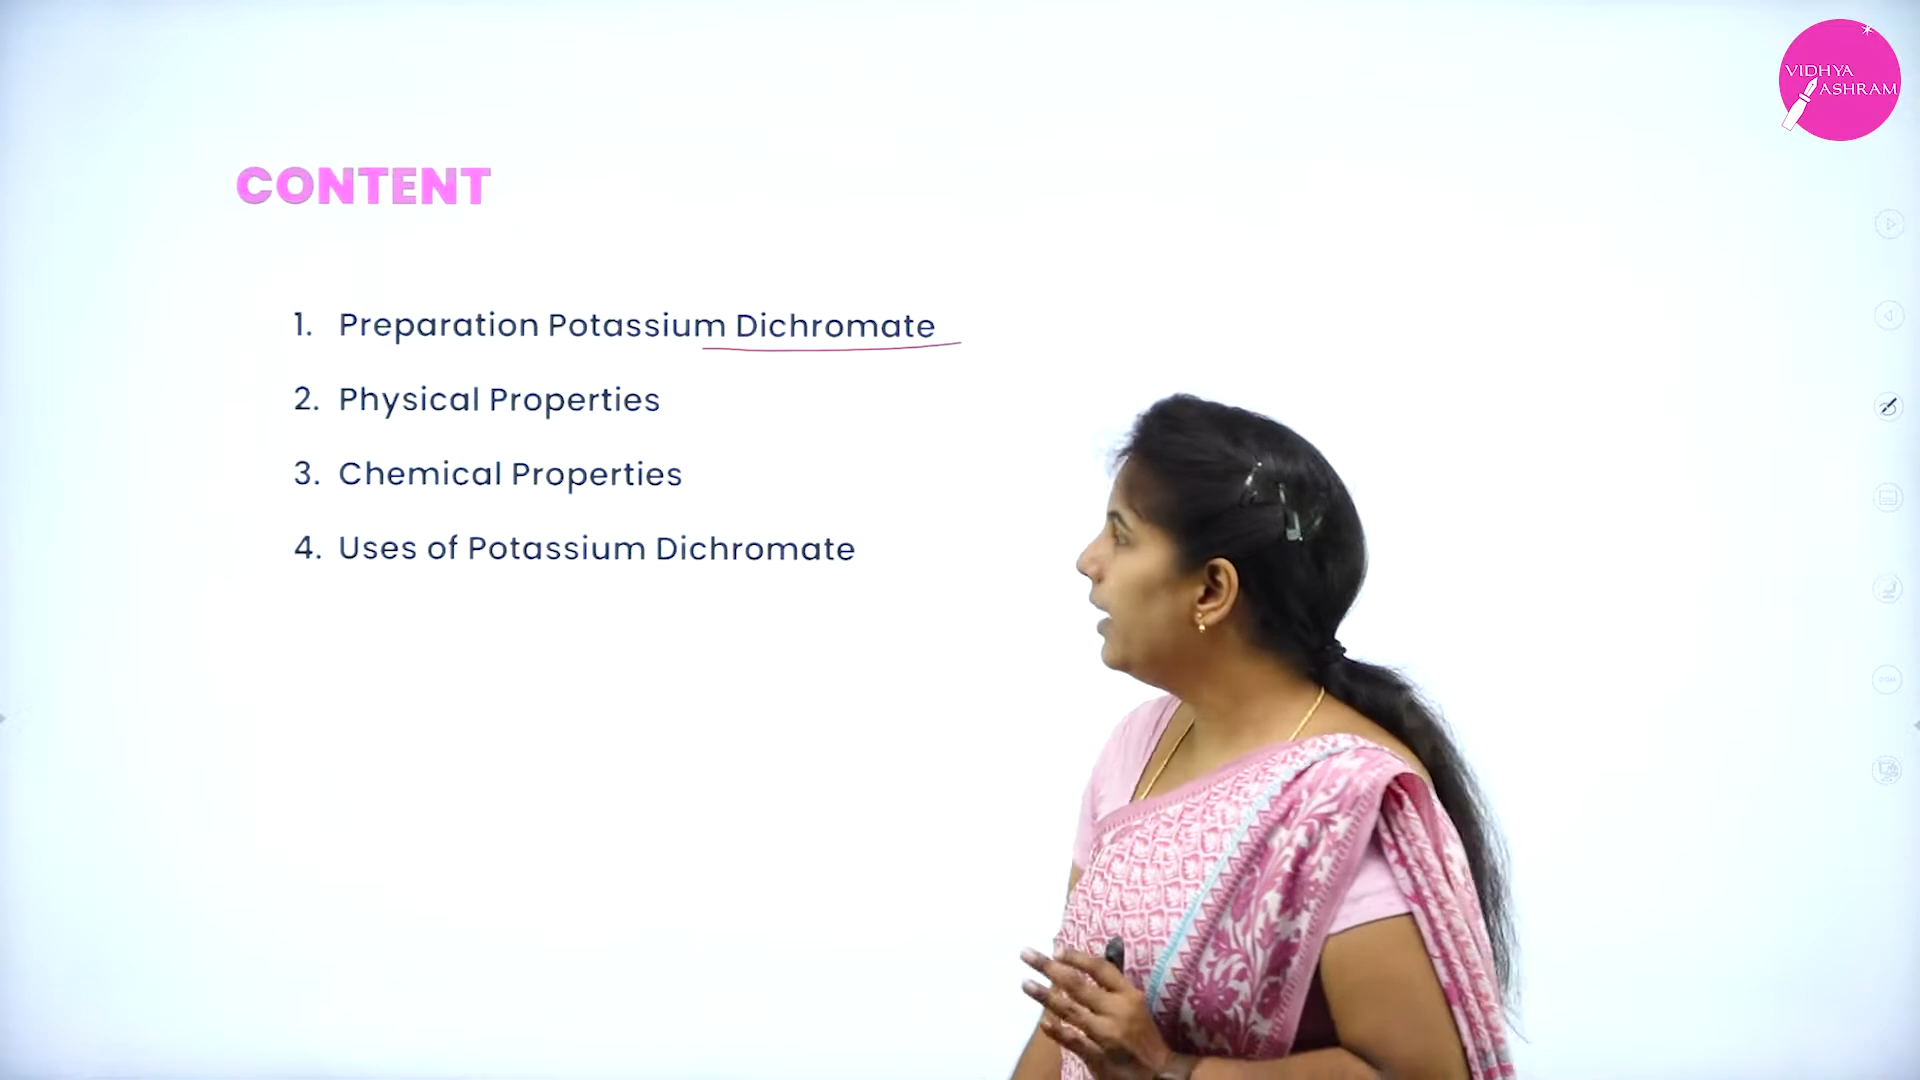 VIDHYA
ASHRAM
CONTENT
1. Preparation Potassium Dichromate
2. Physical Properties
3. Chemical Properties
4. Uses of Potassium Dichromate